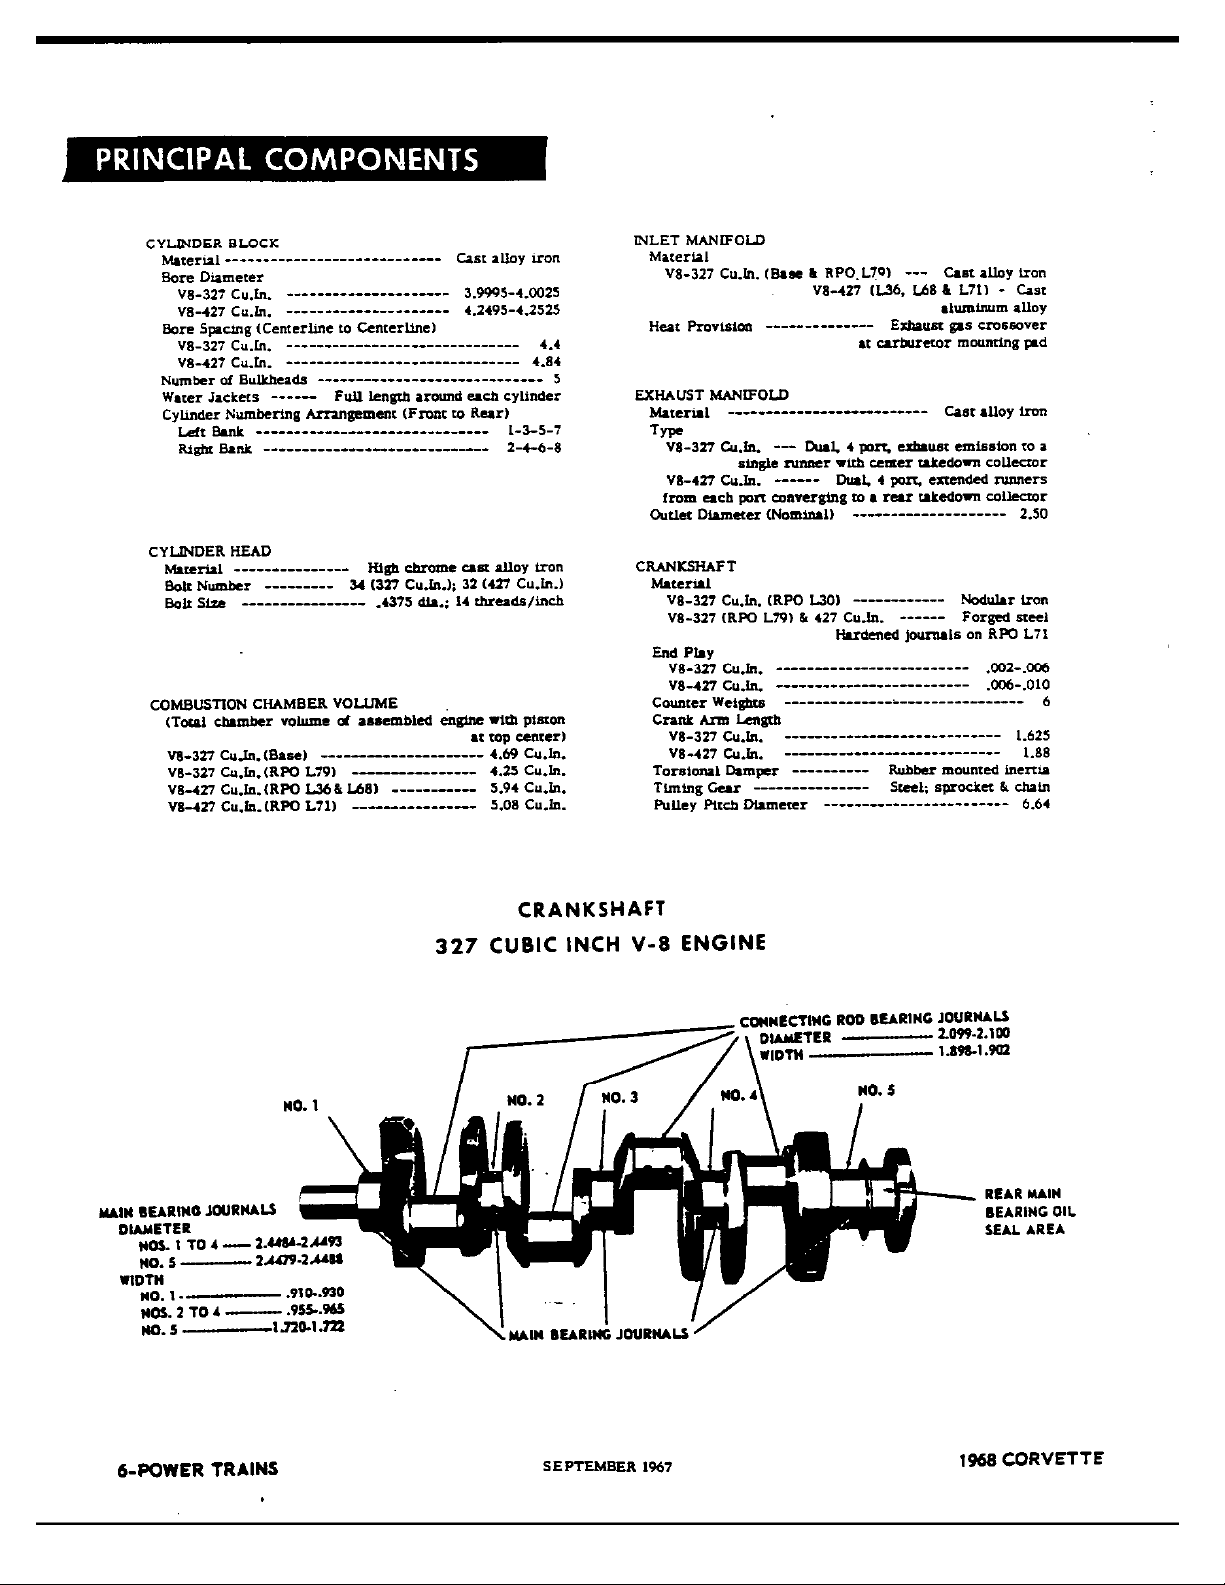 PRINCIPAL COMPONENTS
CYLINDER BLOCK
Material ---------------------------- Cast alloy iron
Bore Diameter
V8-327 Cu.In. --------------------- 3.9995-4.0025
V8-427 Cu.In. --------------------- 4.2495-4.2525
Bore Spacing (Centerline to Centerline)
V8-327 Cu.In. ------------------------------ 4.4
V8-427 Cu.In. ------------------------------ 4.84
Number of Bulkheads ----------------------------- 5
Water Jackets ------ Full length around each cylinder
Cylinder Numbering Arrangement (Front to Rear)
Left Bank ------------------------------ 1-3-5-7
Right Bank ----------------------------- 2-4-6-8
CYLINDER HEAD
Material --------------- High chrome cast alloy iron
Bolt Number --------- 34 (327 Cu.In.); 32 (427 Cu.In.)
Bolt Size ---------------- .4375 dia.; 14 threads/inch
COMBUSTION CHAMBER VOLUME
(Total chamber volume of assembled engine with piston
at top center)
V8-327 Cu.In. (Base) --------------------- 4.69 Cu.In.
V8-327 Cu.In. (RPO L79) ---------------- 4.25 Cu.In.
V8-427 Cu.In. (RPO L36 & L68) ----------- 5.94 Cu.In.
V8-427 Cu.In. (RPO L71) ---------------- 5.08 Cu.In.
INLET MANIFOLD
Material
V8-327 Cu.In. (Base & RPO L79) --- Cast alloy iron
V8-427 (L36, L68 & L71) - Cast
aluminum alloy
Heat Provision -------------- Exhaust gas crossover
at carburetor mounting pad
EXHAUST MANIFOLD
Material -------------------------- Cast alloy iron
Type
V8-327 Cu.In. --- Dual, 4 port, exhaust emission to a
single runner with center takedown collector
V8-427 Cu.In. ------ Dual, 4 port, extended runners
from each port converging to a rear takedown collector
Outlet Diameter (Nominal) -------------------- 2.50
CRANKSHAFT
Material
V8-327 Cu.In. (RPO L30) ------------ Nodular iron
V8-327 (RPO L79) & 427 Cu.In. ------ Forged steel
Hardened journals on RPO L71
End Play
V8-327 Cu.In. ------------------------- .002-.006
V8-427 Cu.In. ------------------------- .006-.010
Counter Weights ------------------------------- 6
Crank Arm Length
V8-327 Cu.In. ---------------------------- 1.625
V8-427 Cu.In. ---------------------------- 1.88
Torsional Damper ---------- Rubber mounted inertia
Timing Gear --------------- Steel; sprocket & chain
Pulley Pitch Diameter ------------------------ 6.64
CRANKSHAFT
327 CUBIC INCH V-8 ENGINE
CONNECTING ROD BEARING JOURNALS
DIAMETER ———— 2.099-2.100
WIDTH ———— 1.898-1.902
NO. 1
NO. 2
NO. 3
NO. 4
NO. 5
MAIN BEARING JOURNALS
DIAMETER
NOS. 1 TO 4 —— 2.4484-2.4493
NO. 5 ———— 2.4479-2.4488
WIDTH
NO. 1 ———— .910-.930
NOS. 2 TO 4 ——— .955-.965
NO. 5 ———— 1.720-1.722
REAR MAIN
BEARING OIL
SEAL AREA
MAIN BEARING JOURNALS
6-POWER TRAINS
SEPTEMBER 1967
1968 CORVETTE